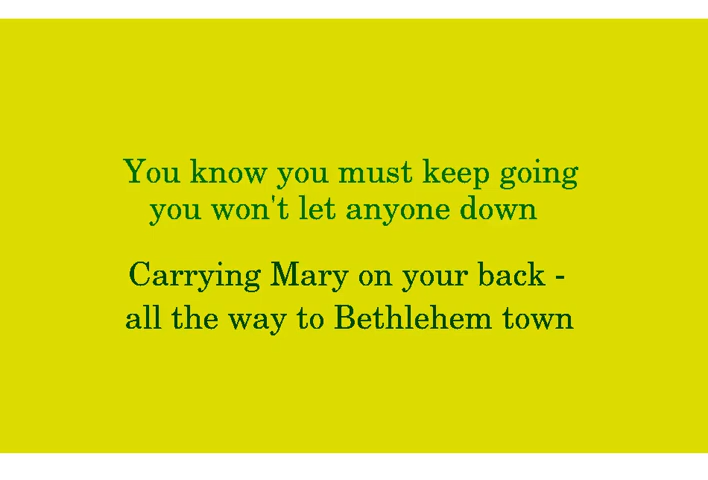 You know you must keep going
you won't let anyone down
Carrying Mary on your back -
all the way to Bethlehem town